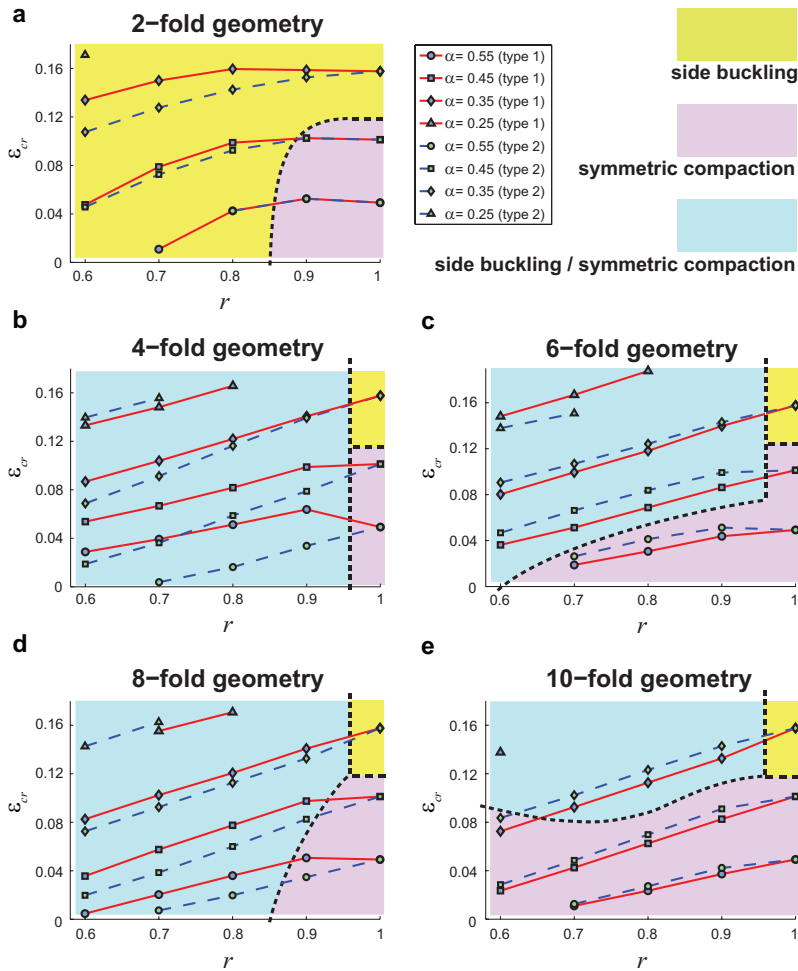 a
2−fold geometry
0.16
0.12
0.08
0.04
0
εcr
0.6 0.7 0.8 0.9 1
r
α= 0.55 (type 1)
α= 0.45 (type 1)
α= 0.35 (type 1)
α= 0.25 (type 1)
α= 0.55 (type 2)
α= 0.45 (type 2)
α= 0.35 (type 2)
α= 0.25 (type 2)
side buckling
symmetric compaction
side buckling / symmetric compaction
b
4−fold geometry
0.16
0.12
0.08
0.04
0
εcr
0.6 0.7 0.8 0.9 1
r
c
6−fold geometry
0.16
0.12
0.08
0.04
0
εcr
0.6 0.7 0.8 0.9 1
r
d
8−fold geometry
0.16
0.12
0.08
0.04
0
εcr
0.6 0.7 0.8 0.9 1
r
e
10−fold geometry
0.16
0.12
0.08
0.04
0
εcr
0.6 0.7 0.8 0.9 1
r